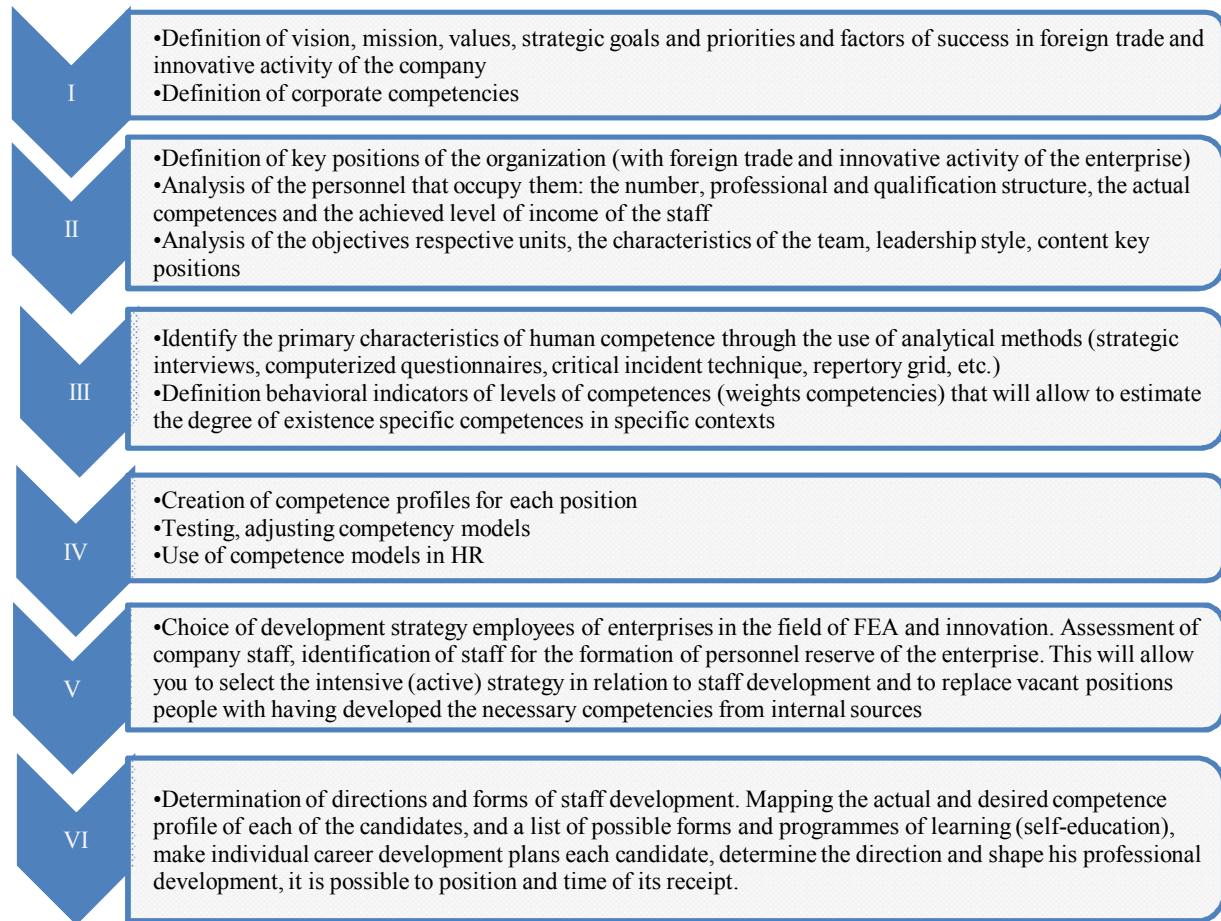 I
•Definition of vision, mission, values, strategic goals and priorities and factors of success in foreign trade and
innovative activity of the company
•Definition of corporate competencies
II
•Definition of key positions of the organization (with foreign trade and innovative activity of the enterprise)
•Analysis of the personnel that occupy them: the number, professional and qualification structure, the actual
competences and the achieved level of income of the staff
•Analysis of the objectives respective units, the characteristics of the team, leadership style, content key
positions
III
•Identify the primary characteristics of human competence through the use of analytical methods (strategic
interviews, computerized questionnaires, critical incident technique, repertory grid, etc.)
•Definition behavioral indicators of levels of competences (weights competencies) that will allow to estimate
the degree of existence specific competences in specific contexts
IV
•Creation of competence profiles for each position
•Testing, adjusting competency models
•Use of competence models in HR
V
•Choice of development strategy employees of enterprises in the field of FEA and innovation. Assessment of
company staff, identification of staff for the formation of personnel reserve of the enterprise. This will allow
you to select the intensive (active) strategy in relation to staff development and to replace vacant positions
people with having developed the necessary competencies from internal sources
VI
•Determination of directions and forms of staff development. Mapping the actual and desired competence
profile of each of the candidates, and a list of possible forms and programmes of learning (self-education),
make individual career development plans each candidate, determine the direction and shape his professional
development, it is possible to position and time of its receipt.